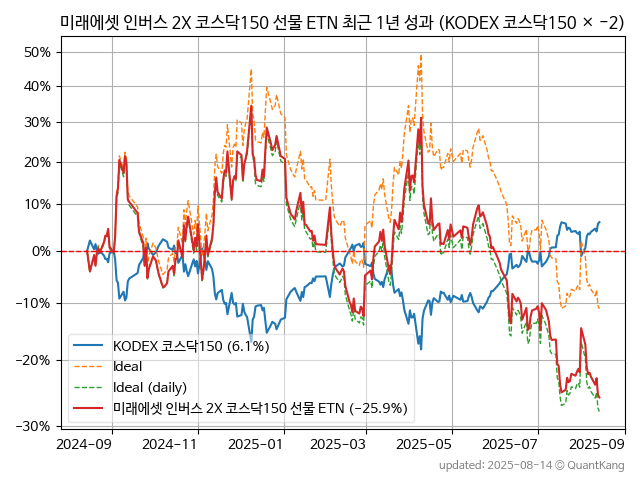 미래에셋 인버스 2X 코스닥150 선물 ETN 최근 1년 성과 (KODEX 코스닥150 × −2)
50%
40%
30%
20%
10%
0%
−10%
−20%
−30%
KODEX 코스닥150 (6.1%)
Ideal
Ideal (daily)
미래에셋 인버스 2X 코스닥150 선물 ETN (−25.9%)
2024-09
2024-11
2025-01
2025-03
2025-05
2025-07
2025-09
updated: 2025-08-14 © QuantKang